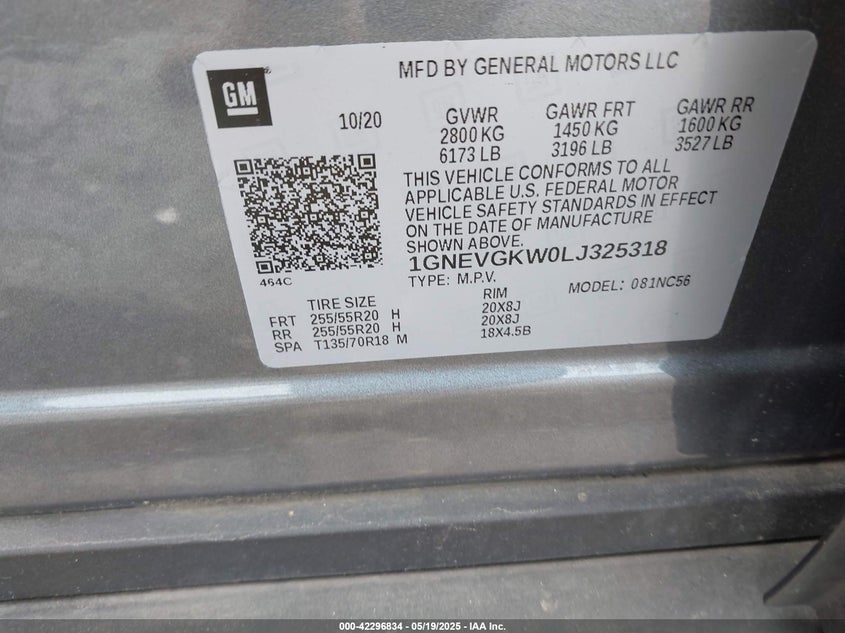 MFD BY GENERAL MOTORS LLC
GM
10/20
GVWR GAWR FRT GAWR RR
2800 KG 1450 KG 1600 KG
6173 LB 3196 LB 3527 LB
THIS VEHICLE CONFORMS TO ALL
APPLICABLE U.S. FEDERAL MOTOR
VEHICLE SAFETY STANDARDS IN EFFECT
ON THE DATE OF MANUFACTURE
SHOWN ABOVE.
1GNEVGKW0LJ325318
464C
TYPE: M.P.V. MODEL: 081NC56
TIRE SIZE RIM
FRT 255/55R20 H 20X8J
RR 255/55R20 H 20X8J
SPA T135/70R18 M 18X4.5B
000-42296834 - 05/19/2025 - IAA Inc.